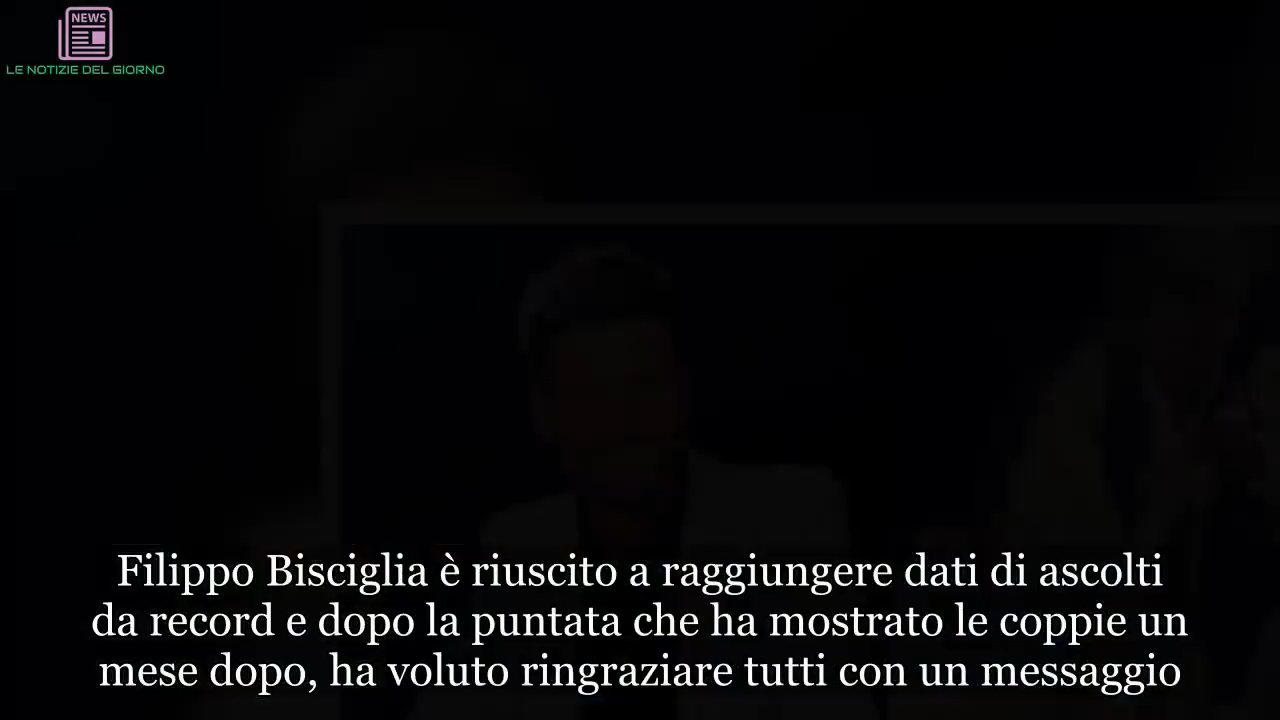 NEWS
LE NOTIZIE DEL GIORNO
Filippo Bisciglia è riuscito a raggiungere dati di ascolti
da record e dopo la puntata che ha mostrato le coppie un
mese dopo, ha voluto ringraziare tutti con un messaggio